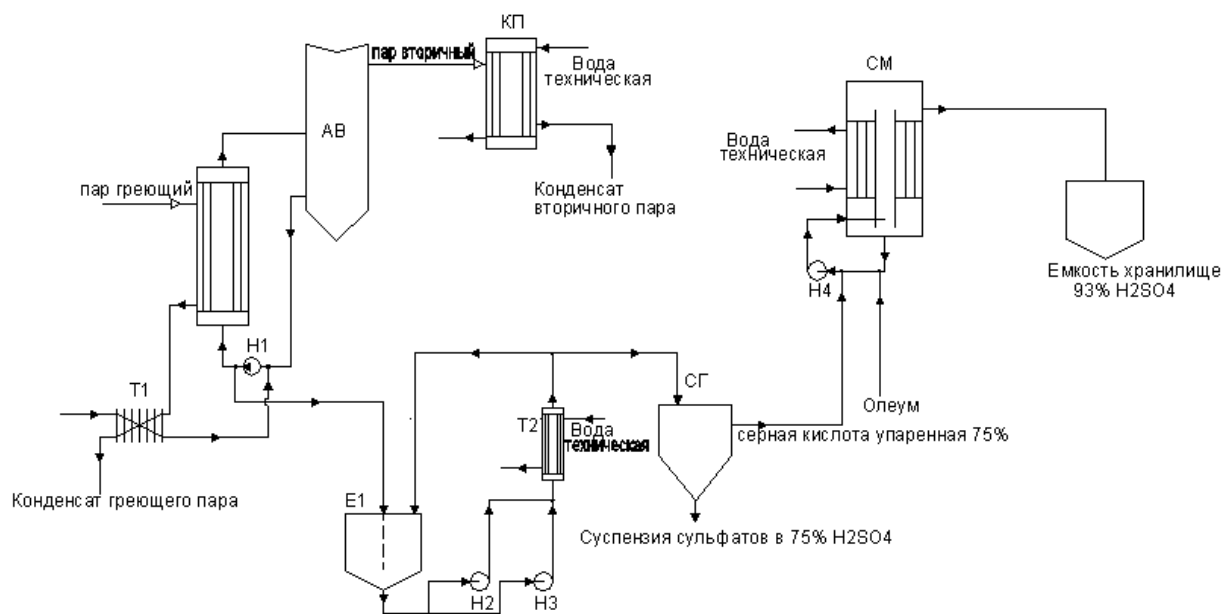 КП
пар вторичный
Вода
техническая
СМ
АВ
Вода
техническая
пар греющий
Конденсат
вторичного пара
Н4
Емкость хранилище
93% H2SO4
Н1
Т1
СГ
Олеум
Т2
Вода
техническая
серная кислота упаренная 75%
Конденсат греющего пара
Е1
Суспензия сульфатов в 75% H2SO4
Н2
Н3